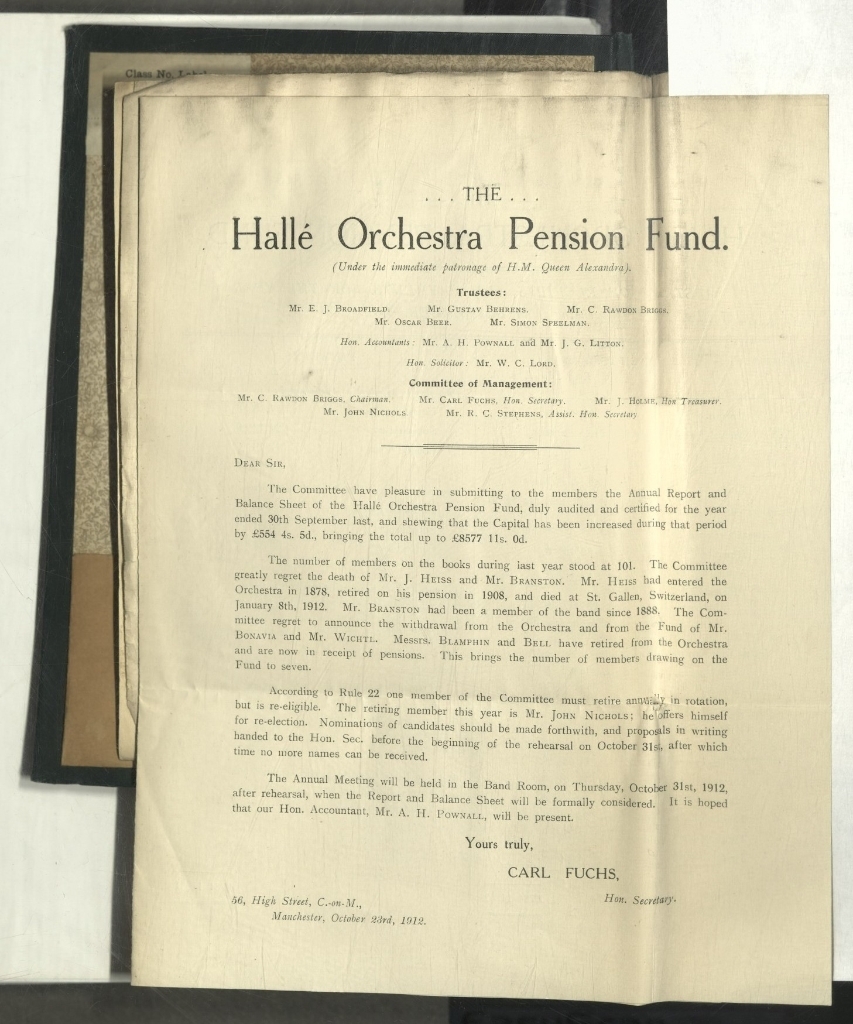 Class No. Label
. . . THE . . .
Hallé Orchestra Pension Fund.
(Under the immediate patronage of H.M. Queen Alexandra).
Trustees:
Mr. E. J. BROADFIELD. Mr. GUSTAV BEHRENS. Mr. C. RAWDON BRIGGS.
Mr. OSCAR BEER. Mr. SIMON SPEELMAN.
Hon. Accountants: Mr. A. H. POWNALL and Mr. J. G. LITTON.
Hon. Solicitor: Mr. W. C. LORD.
Committee of Management:
Mr. C. RAWDON BRIGGS, Chairman. Mr. CARL FUCHS, Hon. Secretary. Mr. J. HOLME, Hon Treasurer.
Mr. JOHN NICHOLS Mr. R. C. STEPHENS, Assist. Hon. Secretary
DEAR SIR,
The Committee have pleasure in submitting to the members the Annual Report and
Balance Sheet of the Hallé Orchestra Pension Fund, duly audited and certified for the year
ended 30th September last, and shewing that the Capital has been increased during that period
by £554 4s. 5d., bringing the total up to £8577 11s. 0d.
The number of members on the books during last year stood at 101. The Committee
greatly regret the death of Mr. J. HEISS and Mr. BRANSTON. Mr. HEISS had entered the
Orchestra in 1878, retired on his pension in 1908, and died at St. Gallen, Switzerland, on
January 8th, 1912. Mr. BRANSTON had been a member of the band since 1888. The Com-
mittee regret to announce the withdrawal from the Orchestra and from the Fund of Mr.
BONAVIA and Mr. WICHTL. Messrs. BLAMPHIN and BELL have retired from the Orchestra
and are now in receipt of pensions. This brings the number of members drawing on the
Fund to seven.
According to Rule 22 one member of the Committee must retire annually in rotation,
but is re-eligible. The retiring member this year is Mr. JOHN NICHOLS; he offers himself
for re-election. Nominations of candidates should be made forthwith, and proposals in writing
handed to the Hon. Sec. before the beginning of the rehearsal on October 31st, after which
time no more names can be received.
The Annual Meeting will be held in the Band Room, on Thursday, October 31st, 1912,
after rehearsal, when the Report and Balance Sheet will be formally considered. It is hoped
that our Hon. Accountant, Mr. A. H. POWNALL, will be present.
Yours truly,
CARL FUCHS,
Hon. Secretary.
56, High Street, C.-on-M.,
Manchester, October 23rd, 1912.